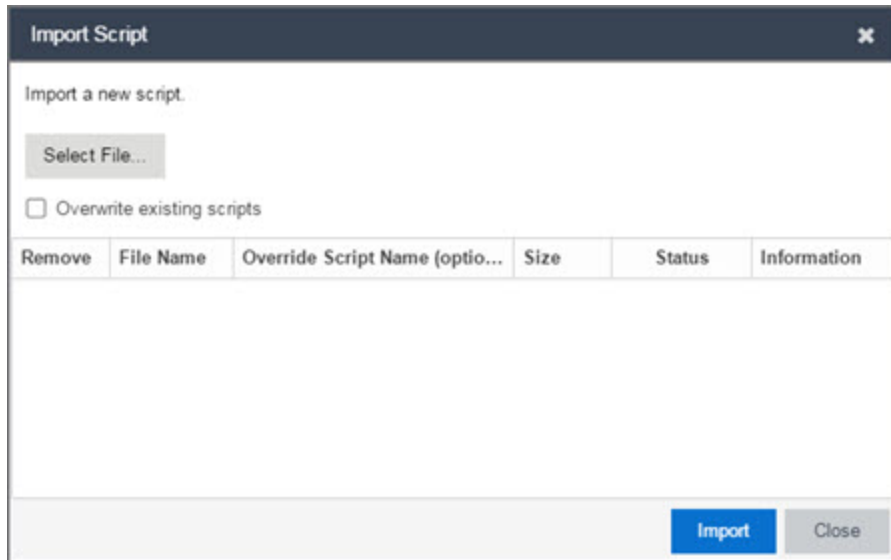 Import Script
Import a new script.
Select File...
Overwrite existing scripts
Remove File Name Override Script Name (optio... Size Status Information
Import Close